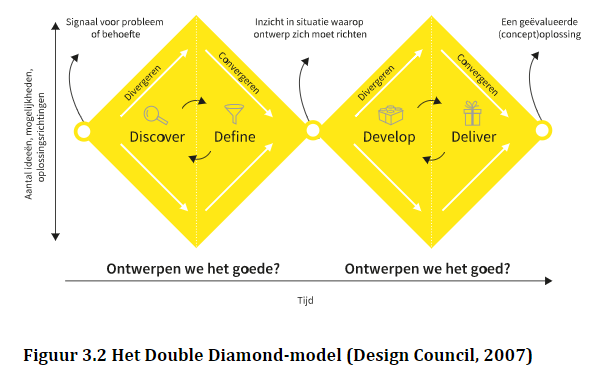 Signaal voor probleem
of behoefte
Inzicht in situatie waarop
ontwerp zich moet richten
Een geëvalueerde
(concept)oplossing
Aantal ideeën, mogelijkheden,
oplossingsrichtingen
Divergeren
Convergeren
Divergeren
Convergeren
Discover
Define
Develop
Deliver
Ontwerpen we het goede?
Ontwerpen we het goed?
Tijd
Figuur 3.2 Het Double Diamond-model (Design Council, 2007)